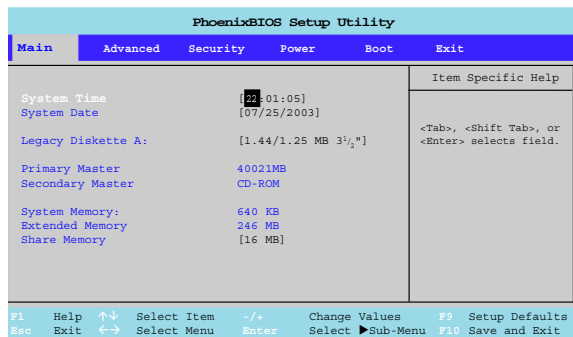 PhoenixBIOS Setup Utility
Main Advanced Security Power Boot Exit
Item Specific Help
System Time [22:01:05]
System Date [07/25/2003]
<Tab>, <Shift Tab>, or
<Enter> selects field.
Legacy Diskette A: [1.44/1.25 MB 3½"]
Primary Master 40021MB
Secondary Master CD-ROM
System Memory: 640 KB
Extended Memory 246 MB
Share Memory [16 MB]
F1 Help ↑↓ Select Item -/+ Change Values F9 Setup Defaults
Esc Exit ←→ Select Menu Enter Select ▶Sub-Menu F10 Save and Exit